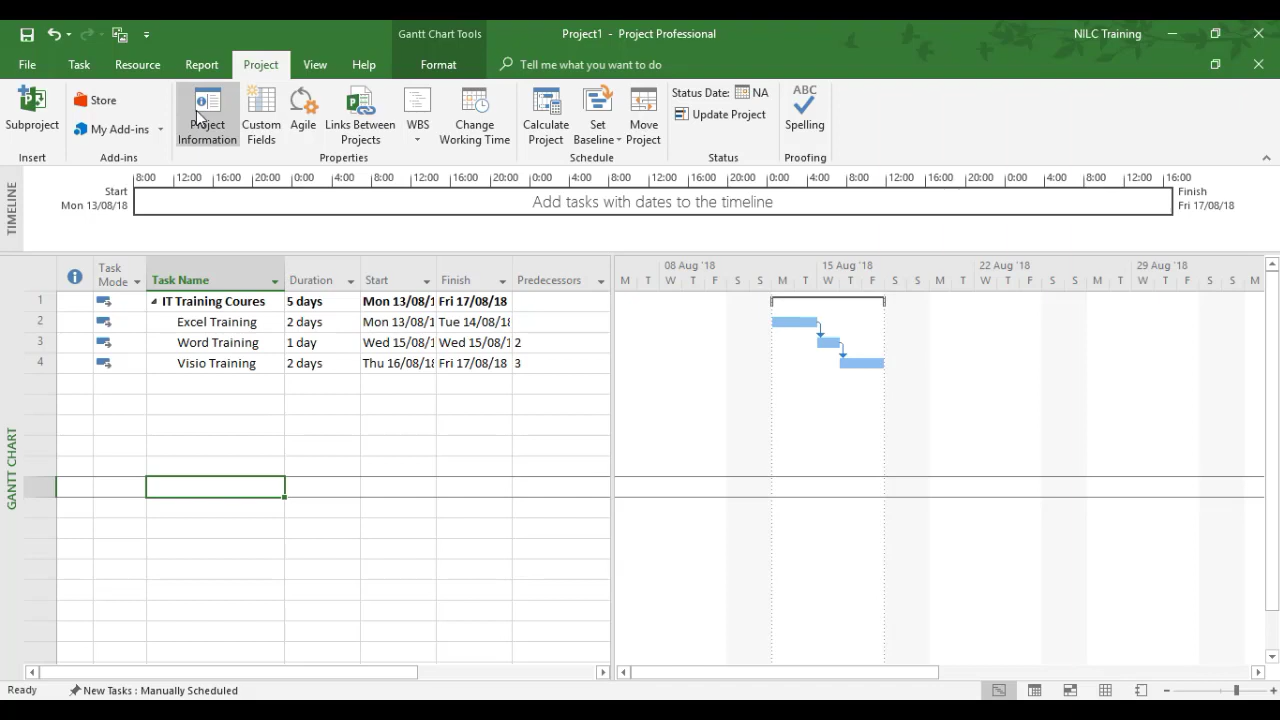 Gantt Chart Tools
Project1 - Project Professional
NILC Training
File Task Resource Report Project View Help Format Tell me what you want to do
Subproject
Store
My Add-ins
Project Information
Custom Fields
Agile
Links Between Projects
WBS
Change Working Time
Calculate Project
Set Baseline
Move Project
Status Date: NA
Update Project
ABC
Spelling
Insert Add-ins Properties Schedule Status Proofing
TIMELINE
8:00 12:00 16:00 20:00 0:00 4:00 8:00 12:00 16:00 20:00 0:00 4:00 8:00 12:00 16:00 20:00 0:00 4:00 8:00 12:00 0:00 4:00 8:00 12:00 16:00
Start
Mon 13/08/18
Add tasks with dates to the timeline
Finish
Fri 17/08/18
GANTT CHART
Task Mode Task Name Duration Start Finish Predecessors
08 Aug '18 15 Aug '18 22 Aug '18 29 Aug '18
M T W T F S S M T W T F S S M T W T F S S M T W T F S S M
1 IT Training Coures 5 days Mon 13/08/1 Fri 17/08/18
2 Excel Training 2 days Mon 13/08/1 Tue 14/08/18
3 Word Training 1 day Wed 15/08/1 Wed 15/08/1 2
4 Visio Training 2 days Thu 16/08/18 Fri 17/08/18 3
Ready New Tasks : Manually Scheduled